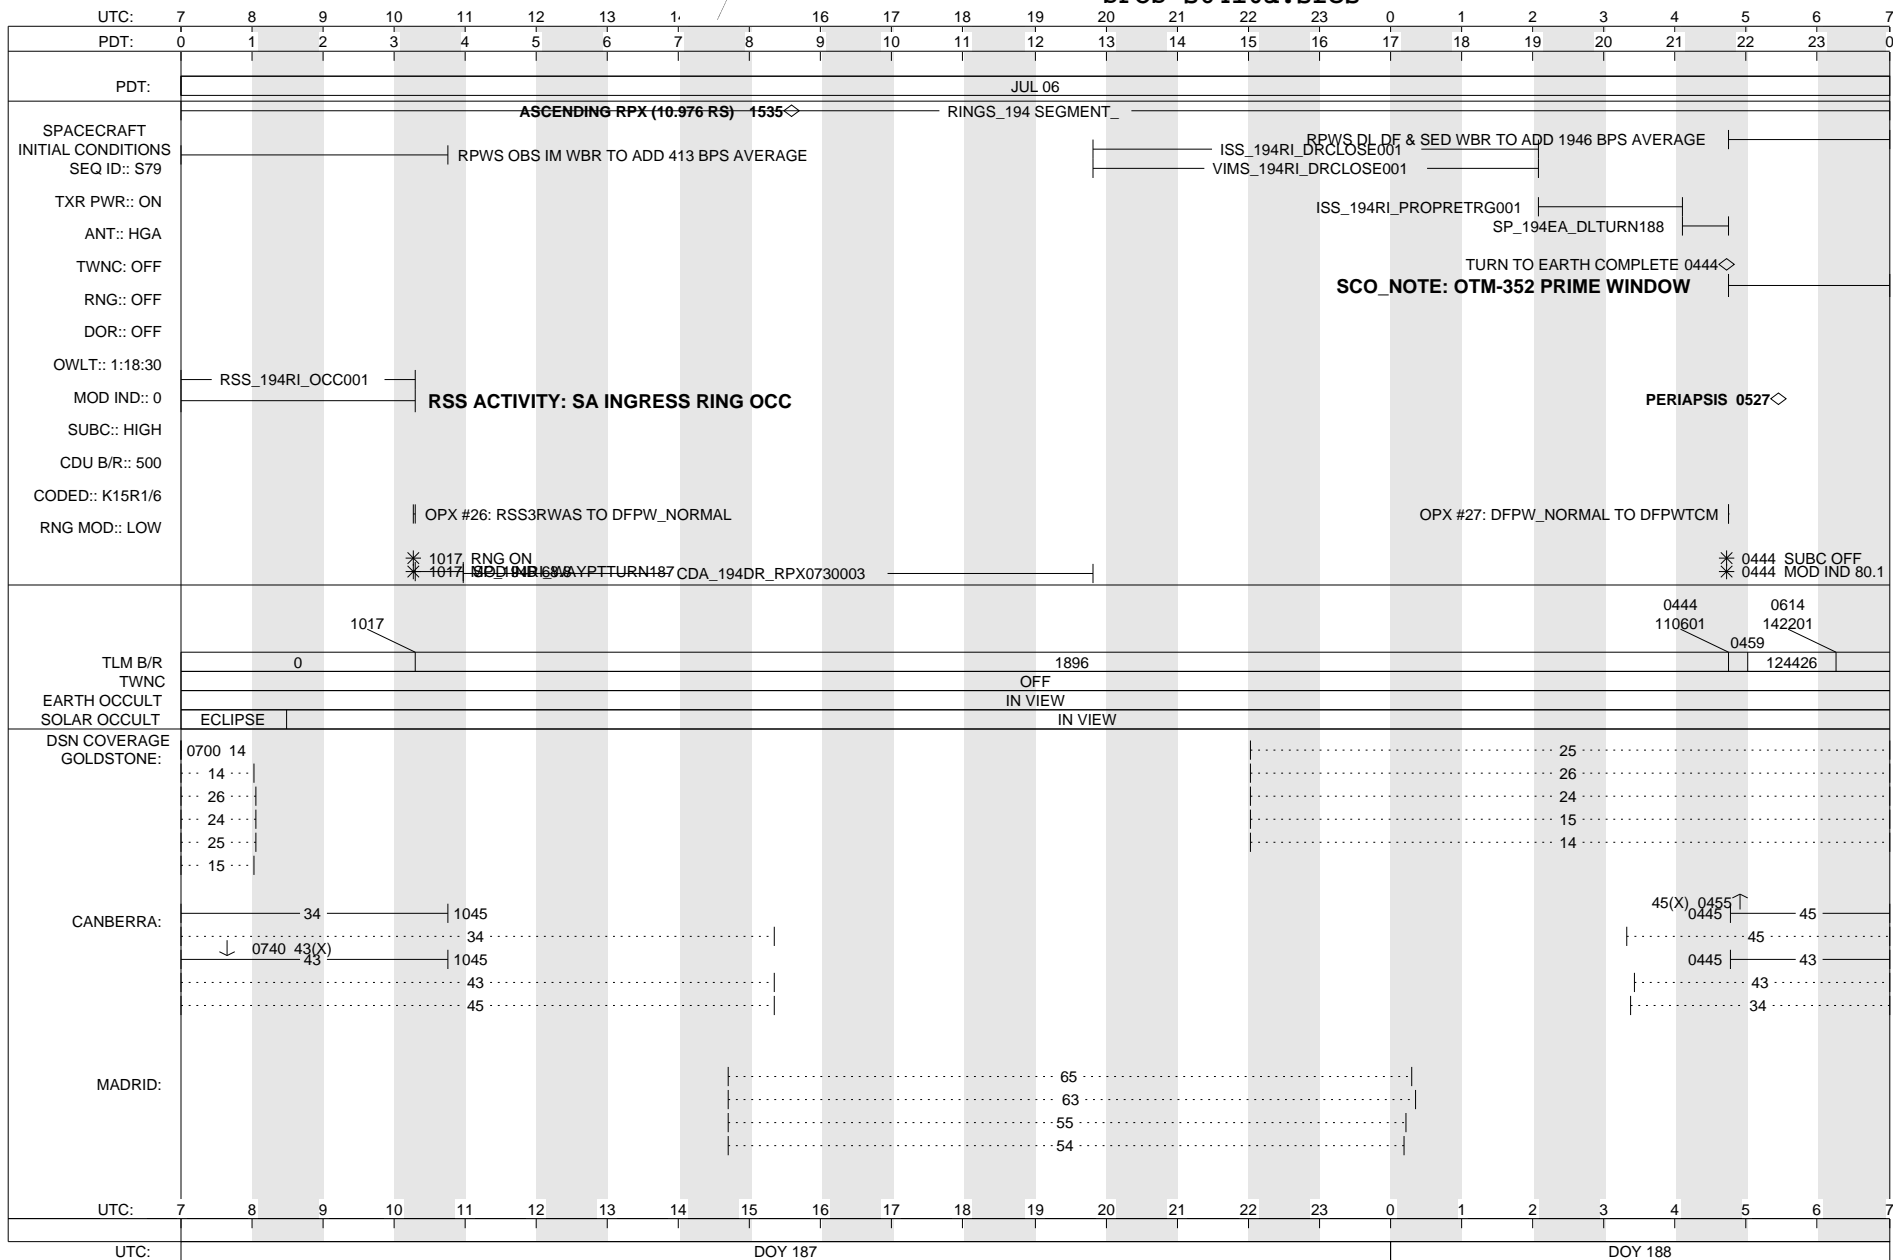 UTC: 7 8 9 10 11 12 13 16 17 18 19 20 21 22 23 0 1 2 3 4 5 6 7
PDT: 0 1 2 3 4 5 6 7 8 9 10 11 12 13 14 15 16 17 18 19 20 21 22 23 0
PDT: JUL 06
ASCENDING RPX (10.976 RS) 1535 RINGS_194 SEGMENT_
SPACECRAFT
INITIAL CONDITIONS
SEQ ID:: S79
TXR PWR:: ON
ANT:: HGA
TWNC: OFF
RNG:: OFF
DOR:: OFF
OWLT:: 1:18:30
MOD IND:: 0
SUBC:: HIGH
CDU B/R:: 500
CODED:: K15R1/6
RNG MOD:: LOW
RPWS DL DF & SED WBR TO ADD 1946 BPS AVERAGE
ISS_194RI_DRCLOSE001
RPWS OBS IM WBR TO ADD 413 BPS AVERAGE
VIMS_194RI_DRCLOSE001
ISS_194RI_PROPRETRG001
SP_194EA_DLTURN188
TURN TO EARTH COMPLETE 0444
SCO_NOTE: OTM-352 PRIME WINDOW
RSS_194RI_OCC001
RSS ACTIVITY: SA INGRESS RING OCC
PERIAPSIS 0527
OPX #26: RSS3RWAS TO DFPW_NORMAL
OPX #27: DFPW_NORMAL TO DFPWTCM
1017 RNG ON
0444 SUBC OFF
1017
CDA_194DR_RPX0730003
0444 MOD IND 80.1
0444 0614
1017 110601 142201
0459
TLM B/R 0 1896 124426
TWNC OFF
EARTH OCCULT IN VIEW
SOLAR OCCULT ECLIPSE IN VIEW
DSN COVERAGE
GOLDSTONE:
0700 14 25
14 26
26 24
24 15
25 14
15
CANBERRA:
45(X) 0455
34 1045 0445 45
34 45
0740 43(X)
43 1045 0445 43
43 43
45 34
MADRID:
65
63
55
54
UTC: 7 8 9 10 11 12 13 14 15 16 17 18 19 20 21 22 23 0 1 2 3 4 5 6 7
UTC: DOY 187 DOY 188